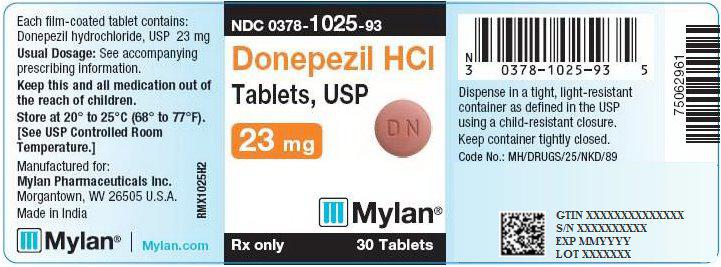 Each film-coated tablet contains:
Donepezil hydrochloride, USP 23 mg
Usual Dosage: See accompanying
prescribing information.
Keep this and all medication out of
the reach of children.
Store at 20° to 25°C (68° to 77°F).
[See USP Controlled Room
Temperature.]
Manufactured for:
Mylan Pharmaceuticals Inc.
Morgantown, WV 26505 U.S.A.
Made in India
Mylan® Mylan.com
RMX1025H2
NDC 0378-1025-93
Donepezil HCl
Tablets, USP
23 mg
DN
Mylan®
Rx only 30 Tablets
N
3 0378-1025-93 5
75062961
Dispense in a tight, light-resistant
container as defined in the USP
using a child-resistant closure.
Keep container tightly closed.
Code No.: MH/DRUGS/25/NKD/89
GTIN XXXXXXXXXXXXXX
S/N XXXXXXXXXX
EXP MMYYYY
LOT XXXXXXX